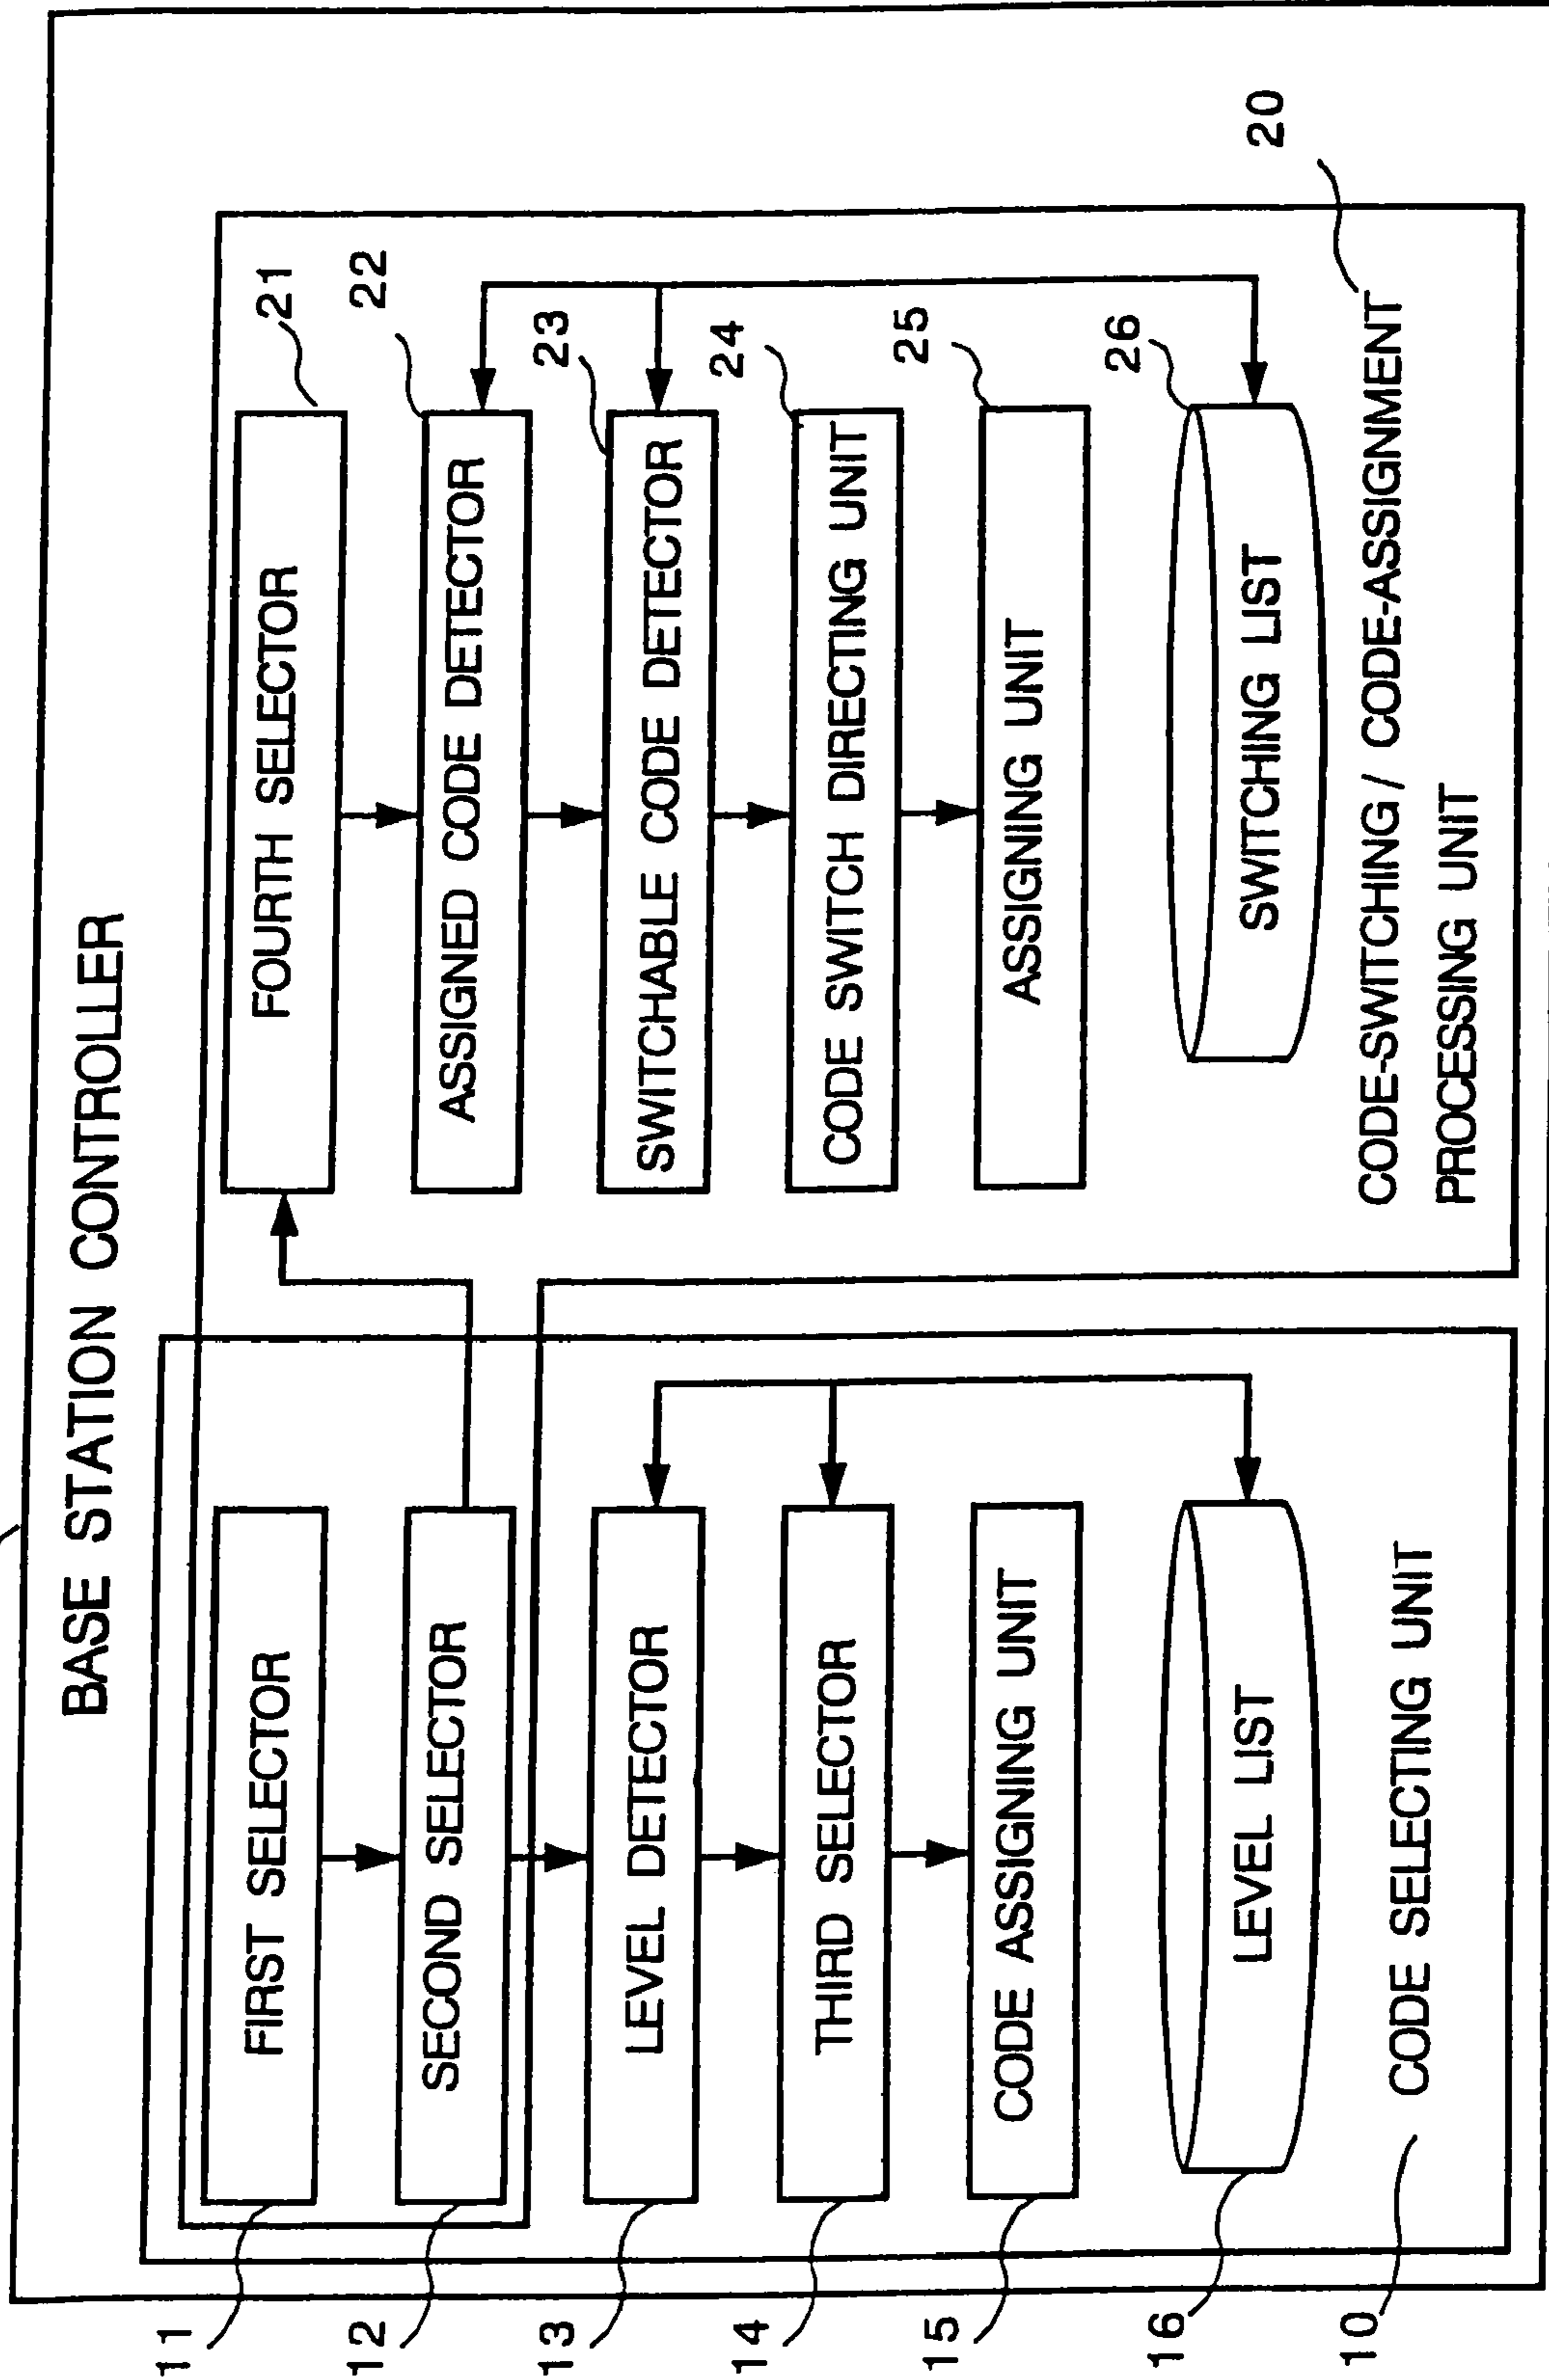 BASE STATION CONTROLLER
11
FIRST SELECTOR
12
SECOND SELECTOR
13
LEVEL DETECTOR
14
THIRD SELECTOR
15
CODE ASSIGNING UNIT
16
LEVEL LIST
10
CODE SELECTING UNIT
FOURTH SELECTOR
21
ASSIGNED CODE DETECTOR
22
SWITCHABLE CODE DETECTOR
23
CODE SWITCH DIRECTING UNIT
24
ASSIGNING UNIT
25
SWITCHING LIST
26
CODE-SWITCHING / CODE-ASSIGNMENT
PROCESSING UNIT
20